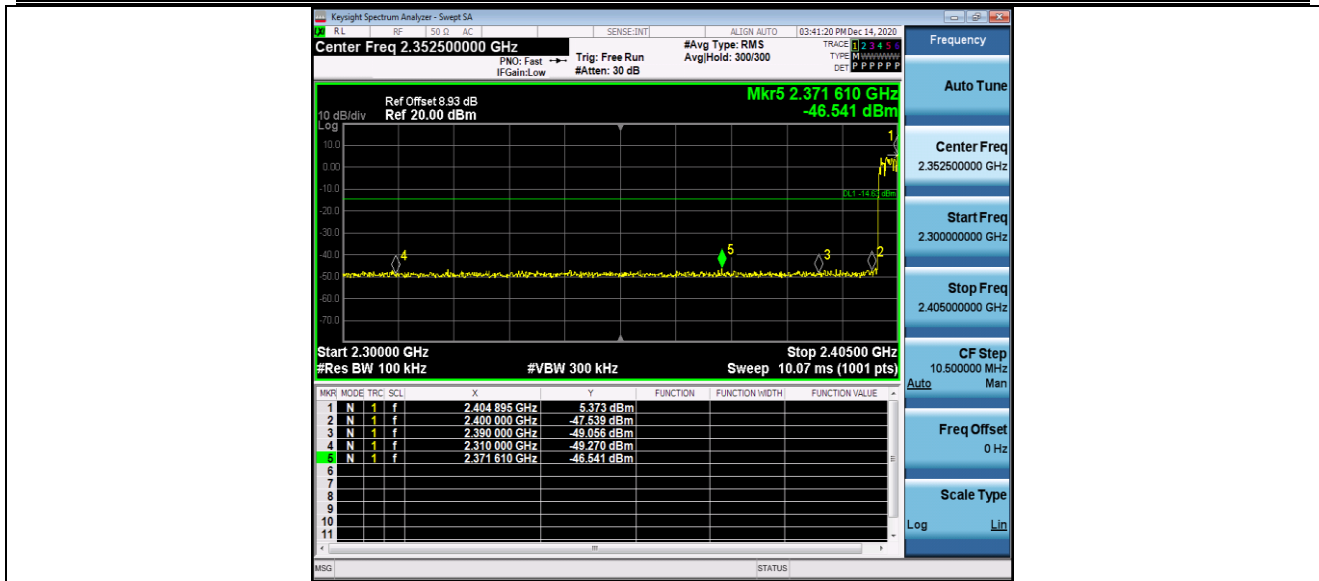 Keysight Spectrum Analyzer - Swept SA
RL RF 50 Ω AC SENSE:INT ALIGN AUTO 03:41:20 PM Dec 14, 2020
Center Freq 2.352500000 GHz
PNO: Fast
IFGain:Low
Trig: Free Run
#Atten: 30 dB
#Avg Type: RMS
Avg|Hold: 300/300
TRACE 1 2 3 4 5 6
TYPE M W W W W W
DET P P P P P P
Mkr5 2.371 610 GHz
-46.541 dBm
Ref Offset 8.93 dB
10 dB/div Ref 20.00 dBm
Log
10.0
0.00
-10.0
-20.0
-30.0
-40.0
-50.0
-60.0
-70.0
DL1 -14.63 dBm
1
4
5
3
2
Start 2.30000 GHz Stop 2.40500 GHz
#Res BW 100 kHz #VBW 300 kHz Sweep 10.07 ms (1001 pts)
MKR MODE TRC SCL X Y FUNCTION FUNCTION WIDTH FUNCTION VALUE
1 N 1 f 2.404 895 GHz 5.373 dBm
2 N 1 f 2.400 000 GHz -47.539 dBm
3 N 1 f 2.390 000 GHz -49.056 dBm
4 N 1 f 2.310 000 GHz -49.270 dBm
5 N 1 f 2.371 610 GHz -46.541 dBm
6
7
8
9
10
11
MSG STATUS
Frequency
Auto Tune
Center Freq
2.352500000 GHz
Start Freq
2.300000000 GHz
Stop Freq
2.405000000 GHz
CF Step
10.500000 MHz
Auto Man
Freq Offset
0 Hz
Scale Type
Log Lin